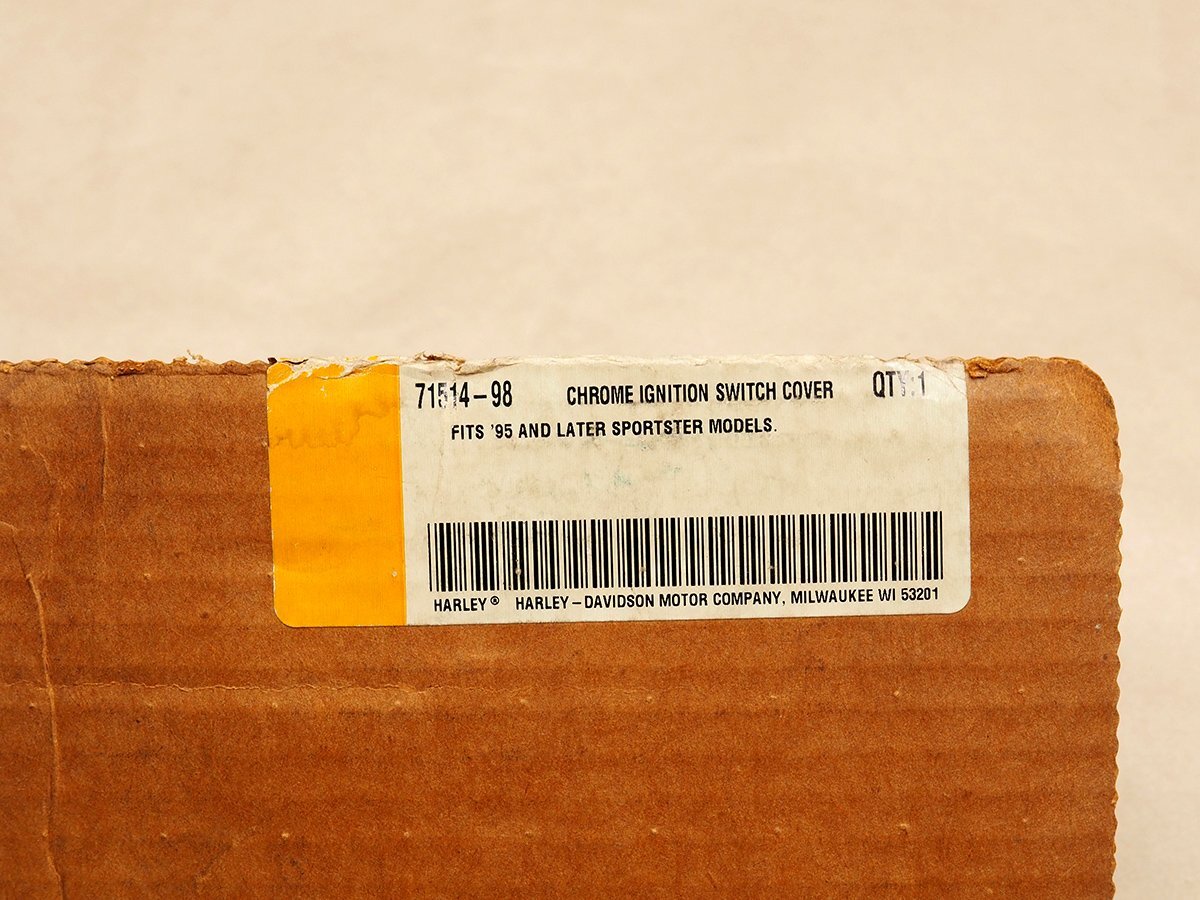 71514-98 CHROME IGNITION SWITCH COVER QTY:1
FITS '95 AND LATER SPORTSTER MODELS.
HARLEY® HARLEY-DAVIDSON MOTOR COMPANY, MILWAUKEE WI 53201